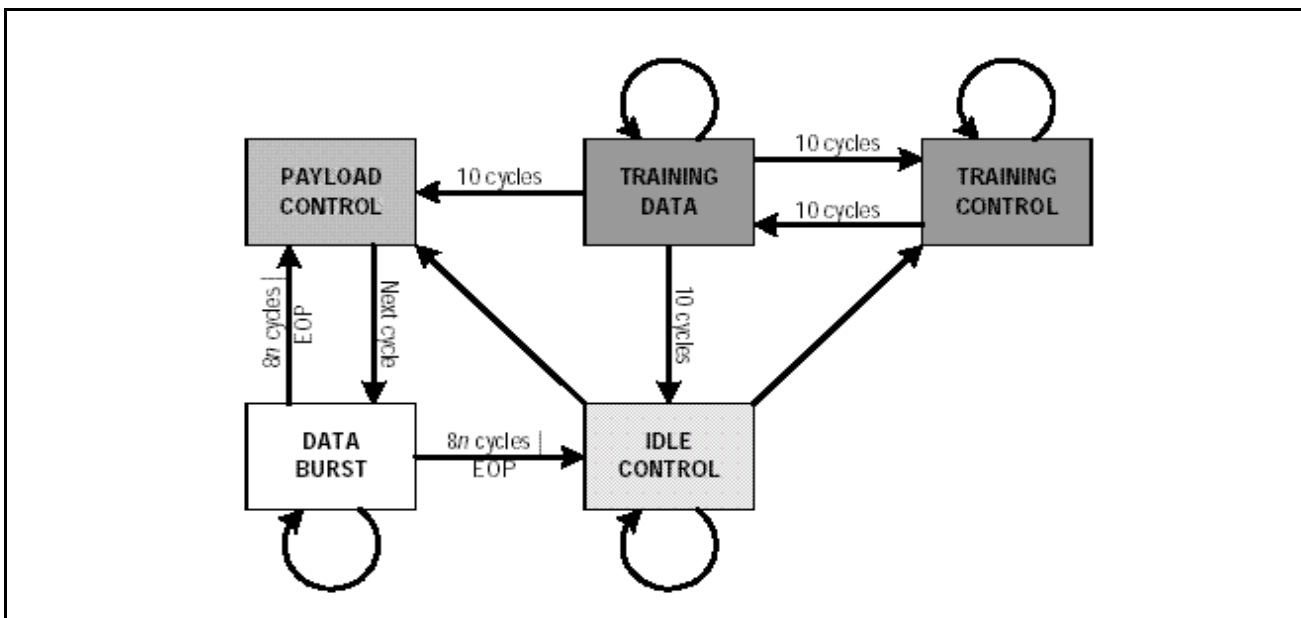 10 cycles
PAYLOAD
CONTROL
10 cycles
TRAINING
DATA
TRAINING
CONTROL
10 cycles
8n cycles |
EOP
Next cycle
10 cycles
DATA
BURST
8n cycles |
EOP
IDLE
CONTROL